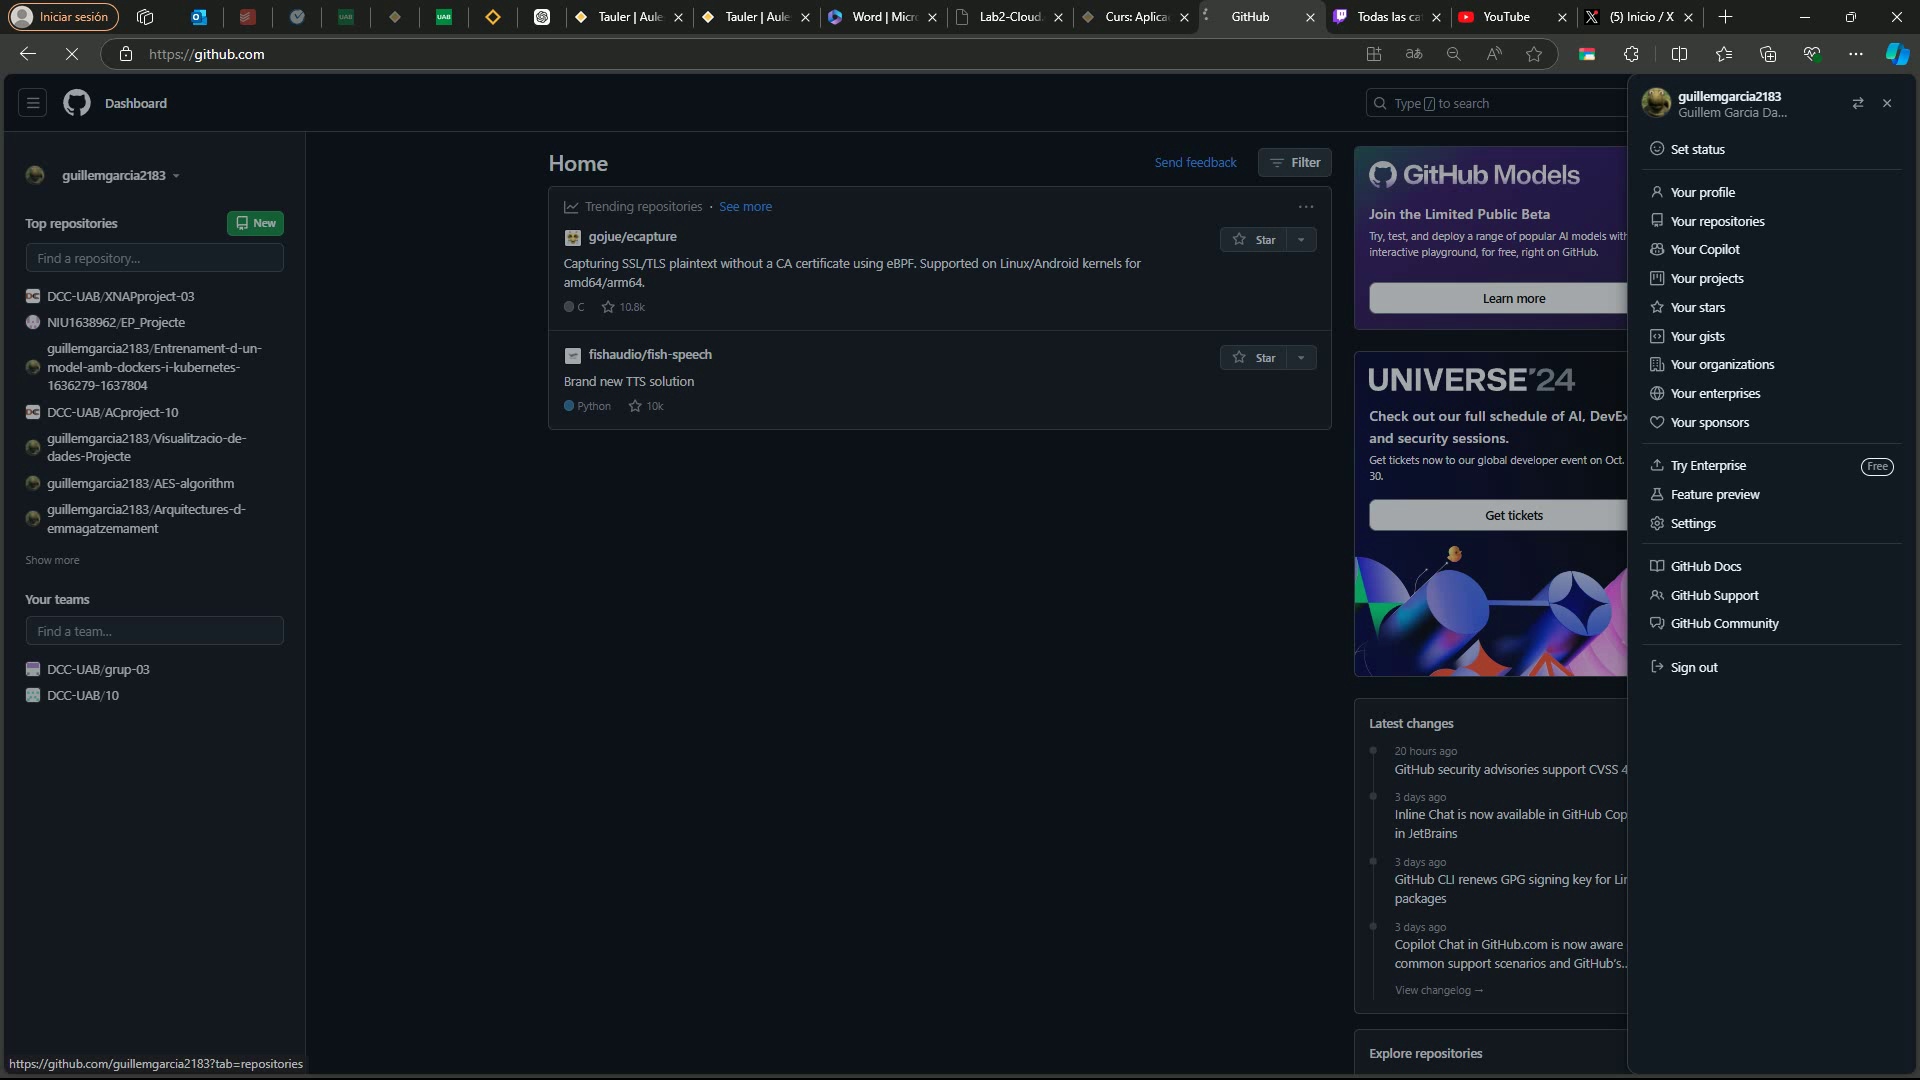 Iniciar sesión
UAB
UAB
Tauler | Aule
Tauler | Aule
Word | Micr
Lab2-Cloud.
Curs: Aplica
GitHub
Todas las ca
YouTube
(5) Inicio / X
https://github.com
Dashboard
Type / to search
guillemgarcia2183
Guillem Garcia Da...
guillemgarcia2183
Top repositories
New
Find a repository...
DCC-UAB/XNAPproject-03
NIU1638962/EP_Projecte
guillemgarcia2183/Entrenament-d-un-
model-amb-dockers-i-kubernetes-
1636279-1637804
DCC-UAB/ACproject-10
guillemgarcia2183/Visualitzacio-de-
dades-Projecte
guillemgarcia2183/AES-algorithm
guillemgarcia2183/Arquitectures-d-
emmagatzemament
Show more
Your teams
Find a team...
DCC-UAB/grup-03
DCC-UAB/10
Home
Send feedback
Filter
Trending repositories · See more
gojue/ecapture
Star
Capturing SSL/TLS plaintext without a CA certificate using eBPF. Supported on Linux/Android kernels for
amd64/arm64.
C
10.8k
fishaudio/fish-speech
Star
Brand new TTS solution
Python
10k
GitHub Models
Join the Limited Public Beta
Try, test, and deploy a range of popular AI models with
interactive playground, for free, right on GitHub.
Learn more
UNIVERSE'24
Check out our full schedule of AI, DevEx
and security sessions.
Get tickets now to our global developer event on Oct.
30.
Get tickets
Latest changes
20 hours ago
GitHub security advisories support CVSS 4
3 days ago
Inline Chat is now available in GitHub Cop
in JetBrains
3 days ago
GitHub CLI renews GPG signing key for Lin
packages
3 days ago
Copilot Chat in GitHub.com is now aware
common support scenarios and GitHub's...
View changelog →
Explore repositories
Set status
Your profile
Your repositories
Your Copilot
Your projects
Your stars
Your gists
Your organizations
Your enterprises
Your sponsors
Try Enterprise
Free
Feature preview
Settings
GitHub Docs
GitHub Support
GitHub Community
Sign out
https://github.com/guillemgarcia2183?tab=repositories